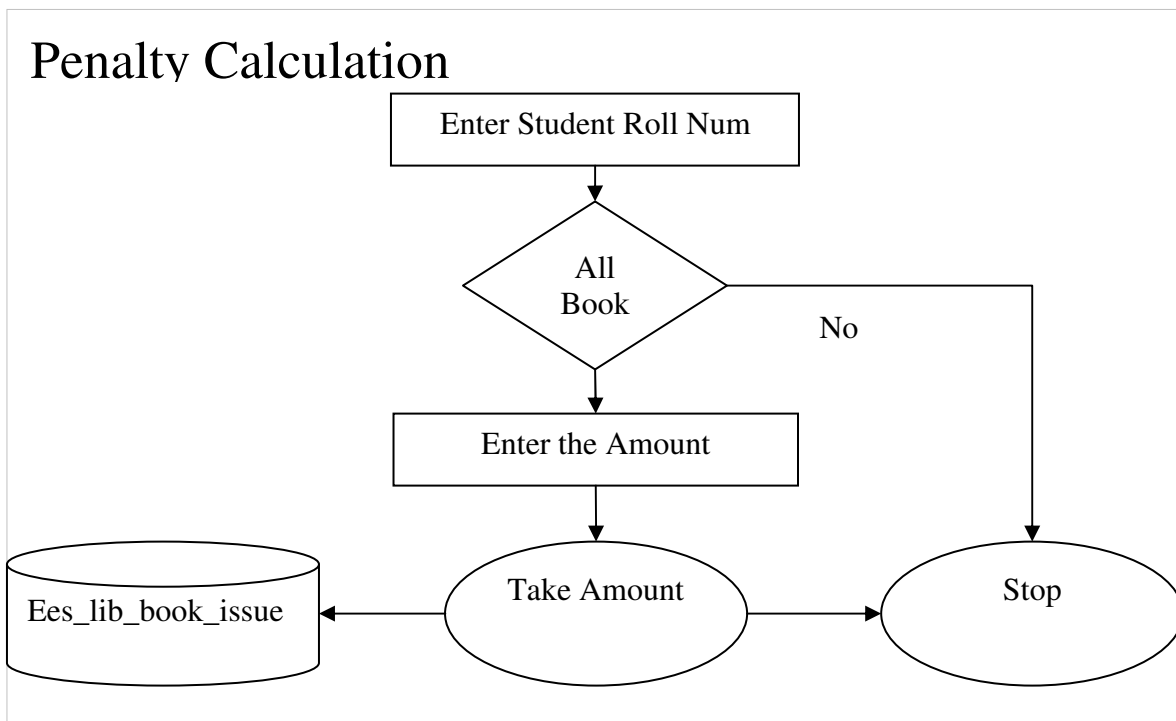 Penalty Calculation
Enter Student Roll Num
All
Book
No
Enter the Amount
Take Amount
Stop
Ees_lib_book_issue